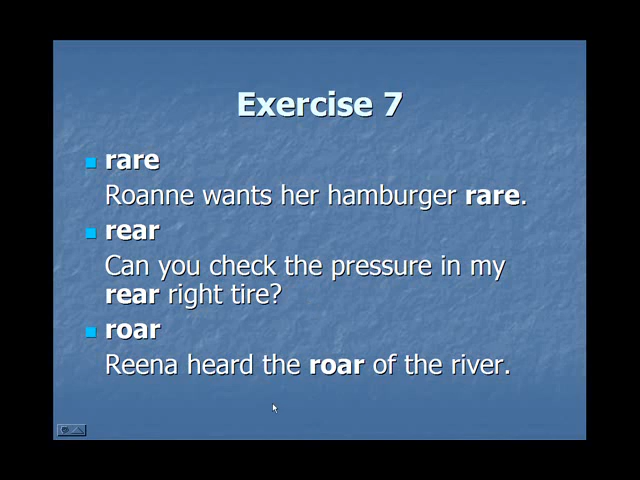 Exercise 7
rare
Roanne wants her hamburger rare.
rear
Can you check the pressure in my
rear right tire?
roar
Reena heard the roar of the river.